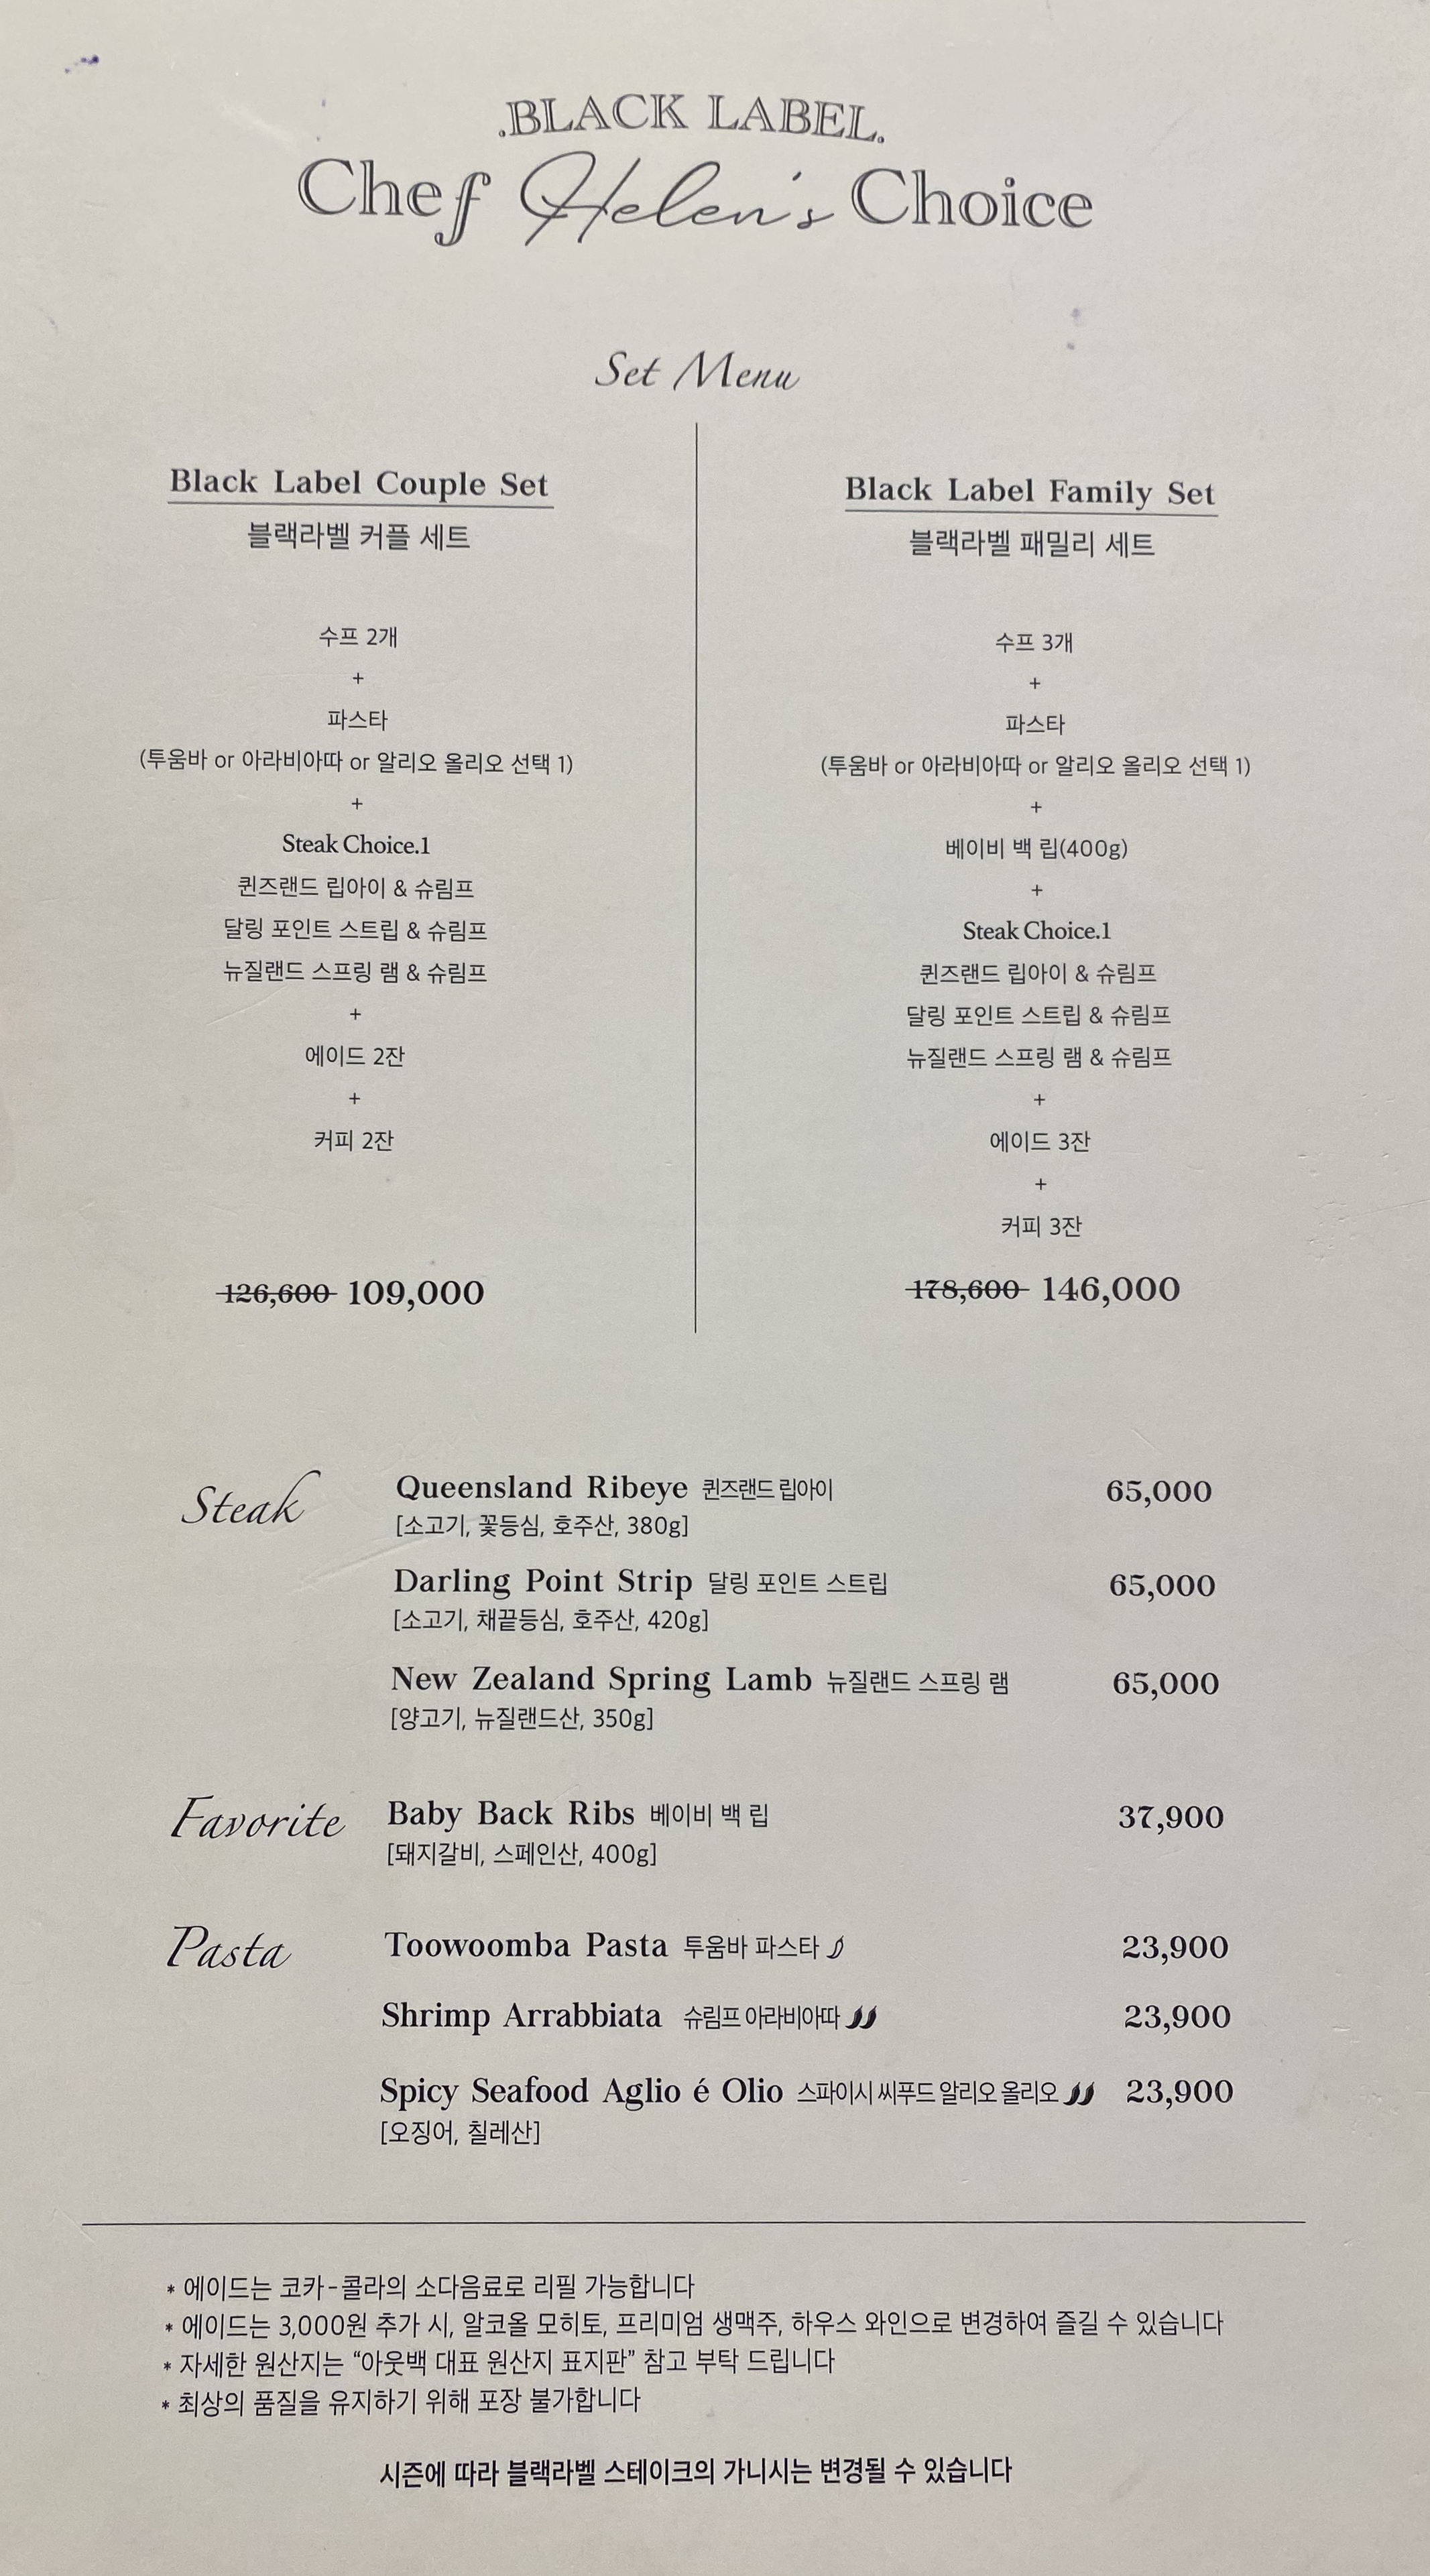 .BLACK LABEL.
Chef Helen's Choice
Set Menu
Black Label Couple Set
블랙라벨 커플 세트
수프 2개
+
파스타
(투움바 or 아라비아따 or 알리오 올리오 선택 1)
+
Steak Choice.1
퀸즈랜드 립아이 & 슈림프
달링 포인트 스트립 & 슈림프
뉴질랜드 스프링 램 & 슈림프
+
에이드 2잔
+
커피 2잔
126,600 109,000
Black Label Family Set
블랙라벨 패밀리 세트
수프 3개
+
파스타
(투움바 or 아라비아따 or 알리오 올리오 선택 1)
+
베이비 백 립(400g)
+
Steak Choice.1
퀸즈랜드 립아이 & 슈림프
달링 포인트 스트립 & 슈림프
뉴질랜드 스프링 램 & 슈림프
+
에이드 3잔
+
커피 3잔
178,600 146,000
Steak
Queensland Ribeye 퀸즈랜드 립아이 65,000
[소고기, 꽃등심, 호주산, 380g]
Darling Point Strip 달링 포인트 스트립 65,000
[소고기, 채끝등심, 호주산, 420g]
New Zealand Spring Lamb 뉴질랜드 스프링 램 65,000
[양고기, 뉴질랜드산, 350g]
Favorite
Baby Back Ribs 베이비 백 립 37,900
[돼지갈비, 스페인산, 400g]
Pasta
Toowoomba Pasta 투움바 파스타 23,900
Shrimp Arrabbiata 슈림프 아라비아따 23,900
Spicy Seafood Aglio é Olio 스파이시 씨푸드 알리오 올리오 23,900
[오징어, 칠레산]
* 에이드는 코카-콜라의 소다음료로 리필 가능합니다
* 에이드는 3,000원 추가 시, 알코올 모히토, 프리미엄 생맥주, 하우스 와인으로 변경하여 즐길 수 있습니다
* 자세한 원산지는 “아웃백 대표 원산지 표지판” 참고 부탁 드립니다
* 최상의 품질을 유지하기 위해 포장 불가합니다
시즌에 따라 블랙라벨 스테이크의 가니시는 변경될 수 있습니다